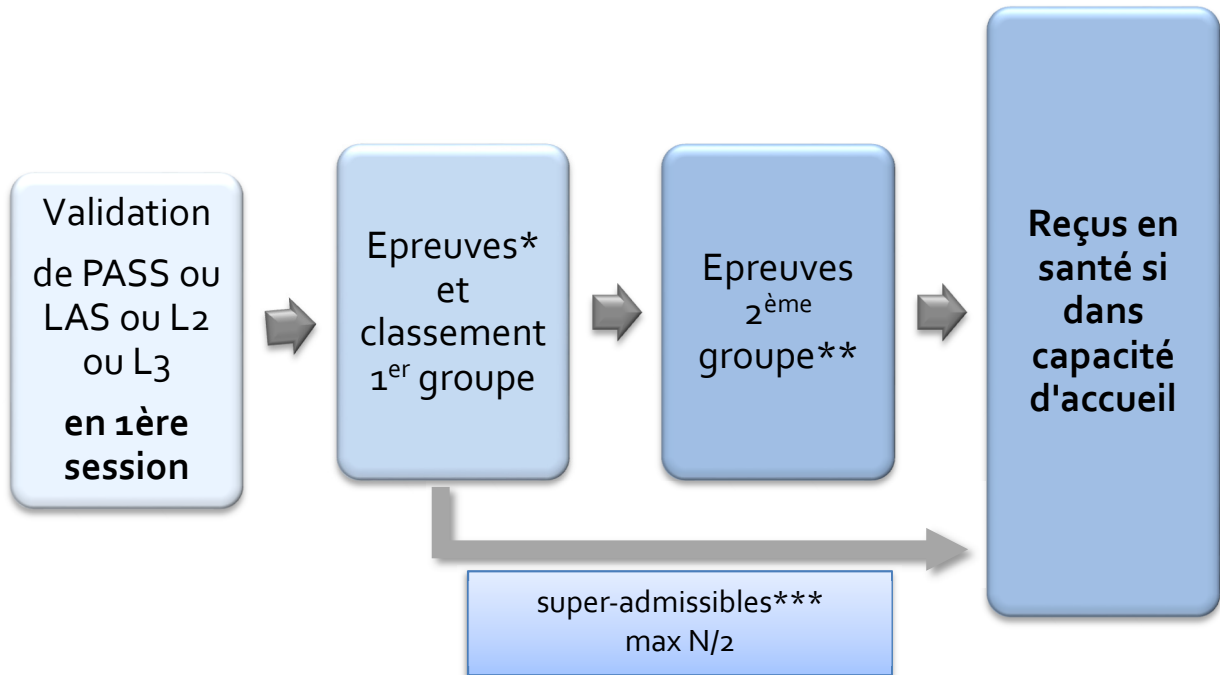 Validation
de PASS ou
LAS ou L2
ou L3
en 1ère
session
Epreuves*
et
classement
1er groupe
Epreuves
2ème
groupe**
Reçus en
santé si
dans
capacité
d'accueil
super-admissibles***
max N/2